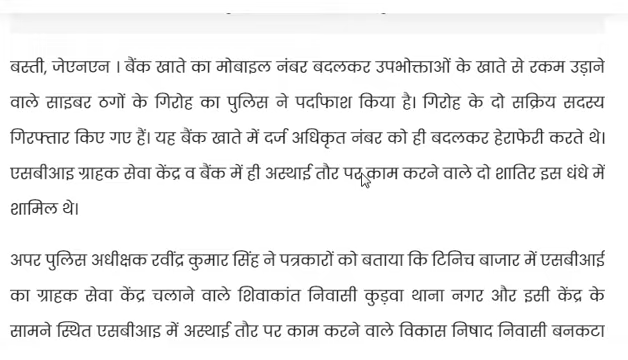 बस्ती, जेएनएन । बैंक खाते का मोबाइल नंबर बदलकर उपभोक्ताओं के खाते से रकम उड़ाने
वाले साइबर ठगों के गिरोह का पुलिस ने पर्दाफाश किया है। गिरोह के दो सक्रिय सदस्य
गिरफ्तार किए गए हैं। यह बैंक खाते में दर्ज अधिकृत नंबर को ही बदलकर हेराफेरी करते थे।
एसबीआइ ग्राहक सेवा केंद्र व बैंक में ही अस्थाई तौर पर काम करने वाले दो शातिर इस धंधे में
शामिल थे।
अपर पुलिस अधीक्षक रवींद्र कुमार सिंह ने पत्रकारों को बताया कि टिनिच बाजार में एसबीआई
का ग्राहक सेवा केंद्र चलाने वाले शिवाकांत निवासी कुड़वा थाना नगर और इसी केंद्र के
सामने स्थित एसबीआइ में अस्थाई तौर पर काम करने वाले विकास निषाद निवासी बनकटा